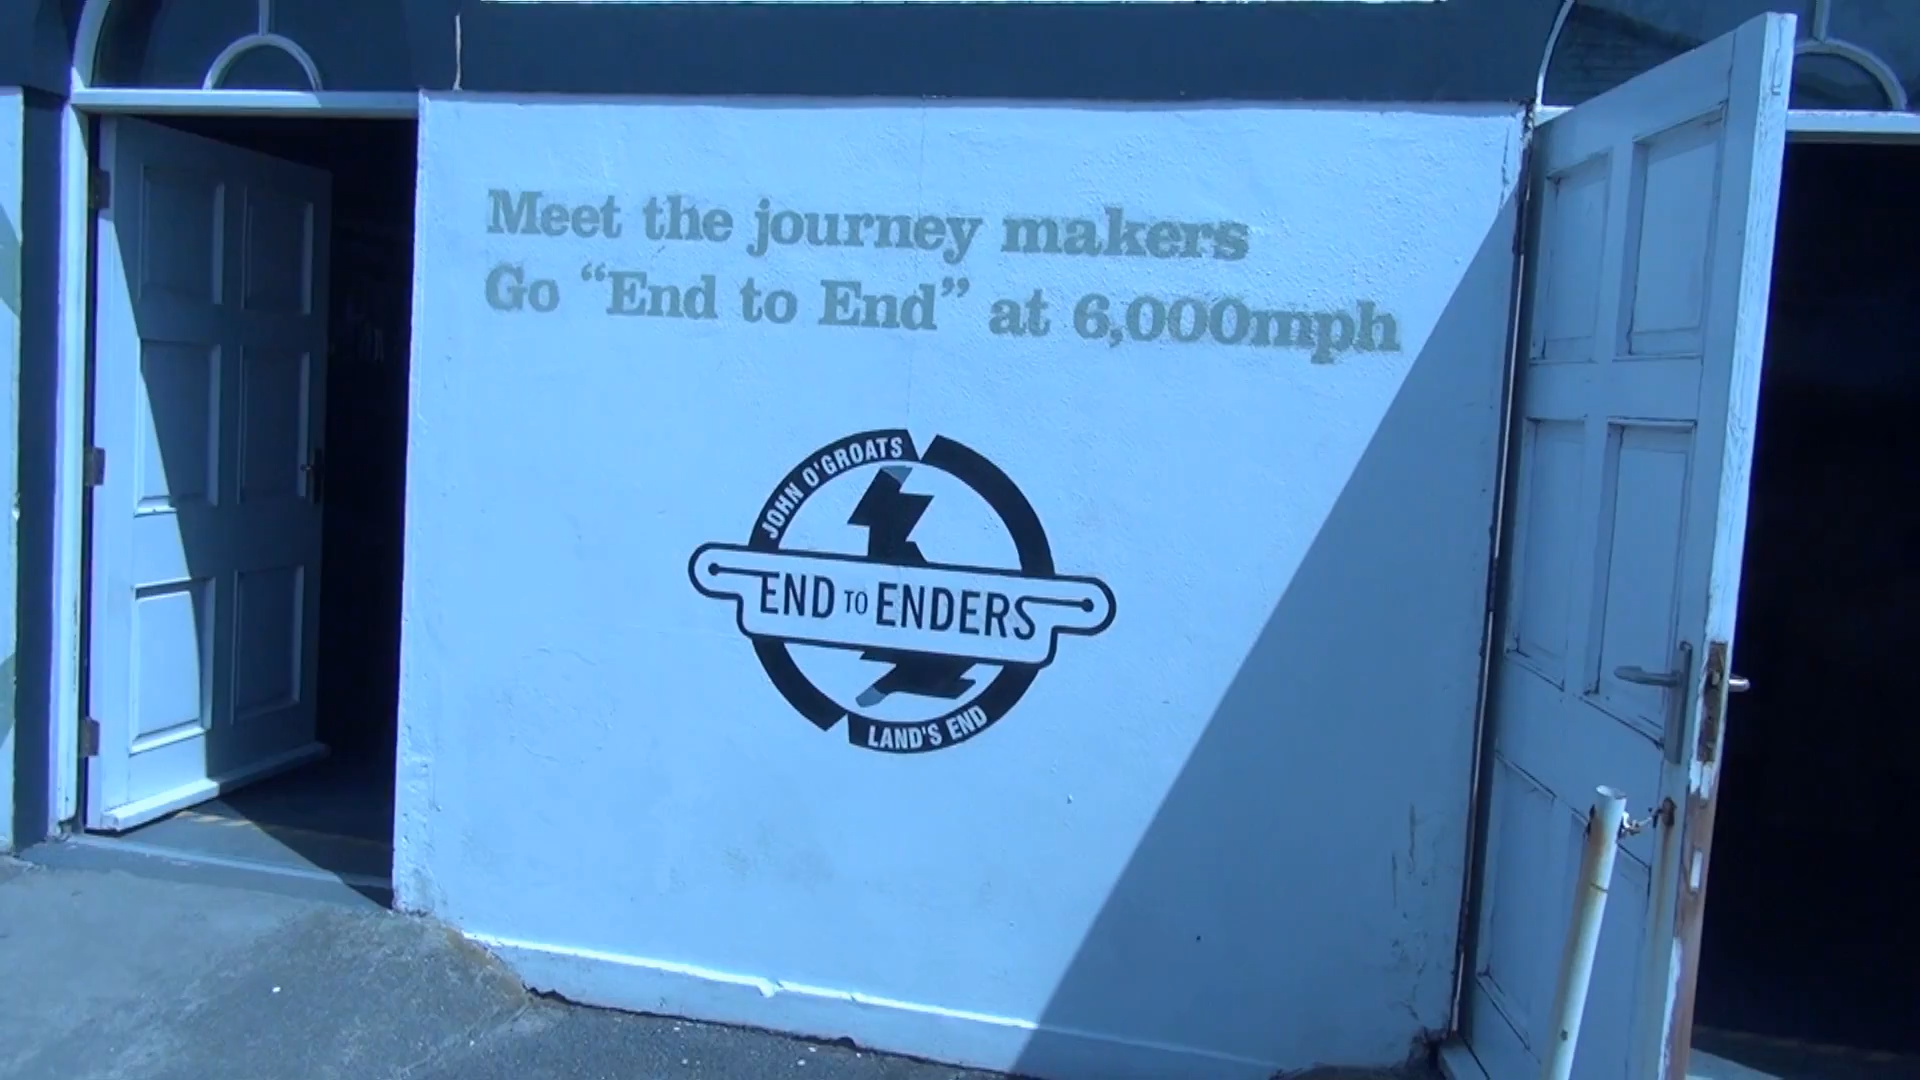 Meet the journey makers
Go “End to End” at 6,000mph
JOHN O'GROATS
END TO ENDERS
LAND'S END